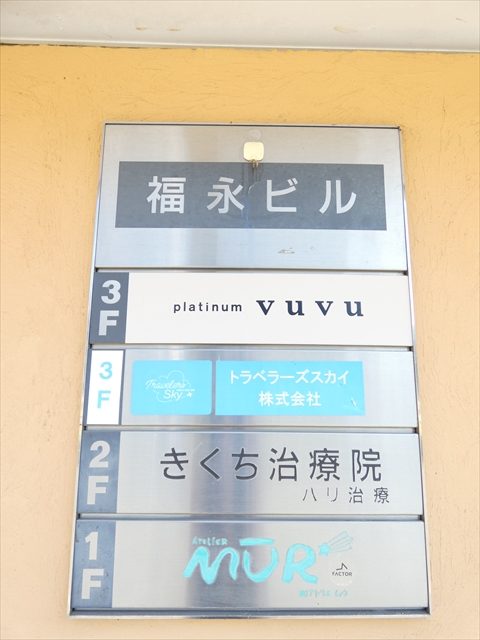 福永ビル
3F
platinum vuvu
3F
Travelers Sky
トラベラーズスカイ
株式会社
2F
きくち治療院
ハリ治療
1F
Atelier
MŪR
FACTOR